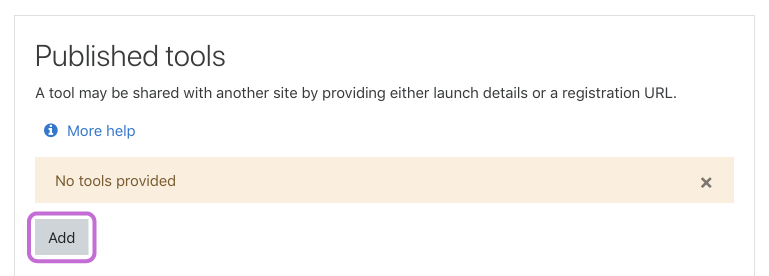 Published tools
A tool may be shared with another site by providing either launch details or a registration URL.
More help
No tools provided
Add